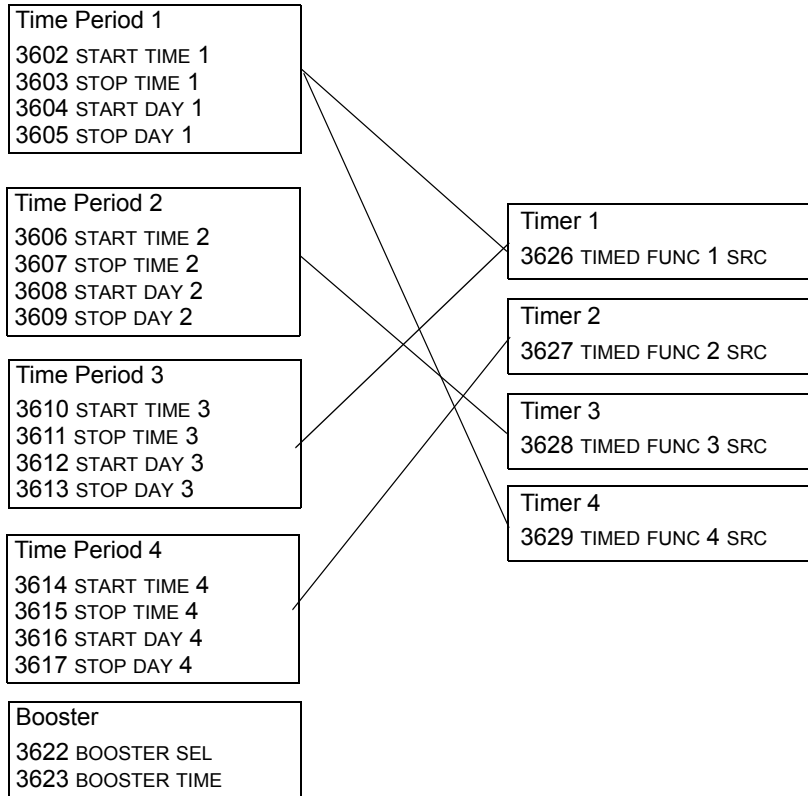 Time Period 1
3602 START TIME 1
3603 STOP TIME 1
3604 START DAY 1
3605 STOP DAY 1
Time Period 2
3606 START TIME 2
3607 STOP TIME 2
3608 START DAY 2
3609 STOP DAY 2
Time Period 3
3610 START TIME 3
3611 STOP TIME 3
3612 START DAY 3
3613 STOP DAY 3
Time Period 4
3614 START TIME 4
3615 STOP TIME 4
3616 START DAY 4
3617 STOP DAY 4
Booster
3622 BOOSTER SEL
3623 BOOSTER TIME
Timer 1
3626 TIMED FUNC 1 SRC
Timer 2
3627 TIMED FUNC 2 SRC
Timer 3
3628 TIMED FUNC 3 SRC
Timer 4
3629 TIMED FUNC 4 SRC